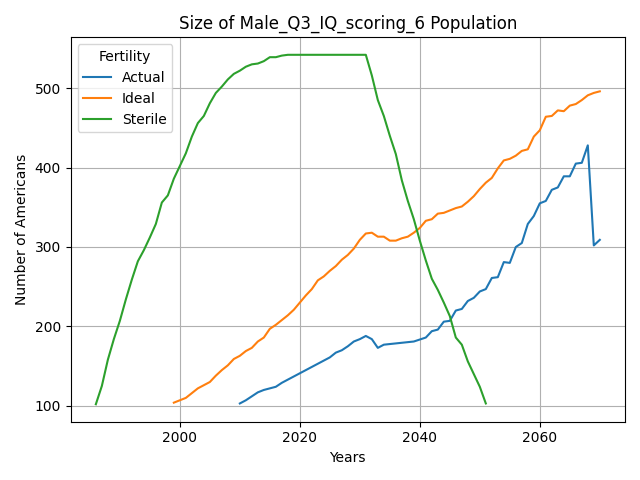 Size of Male_Q3_IQ_scoring_6 Population
Fertility
Actual
Ideal
Sterile
Number of Americans
500
400
300
200
100
2000
2020
2040
2060
Years